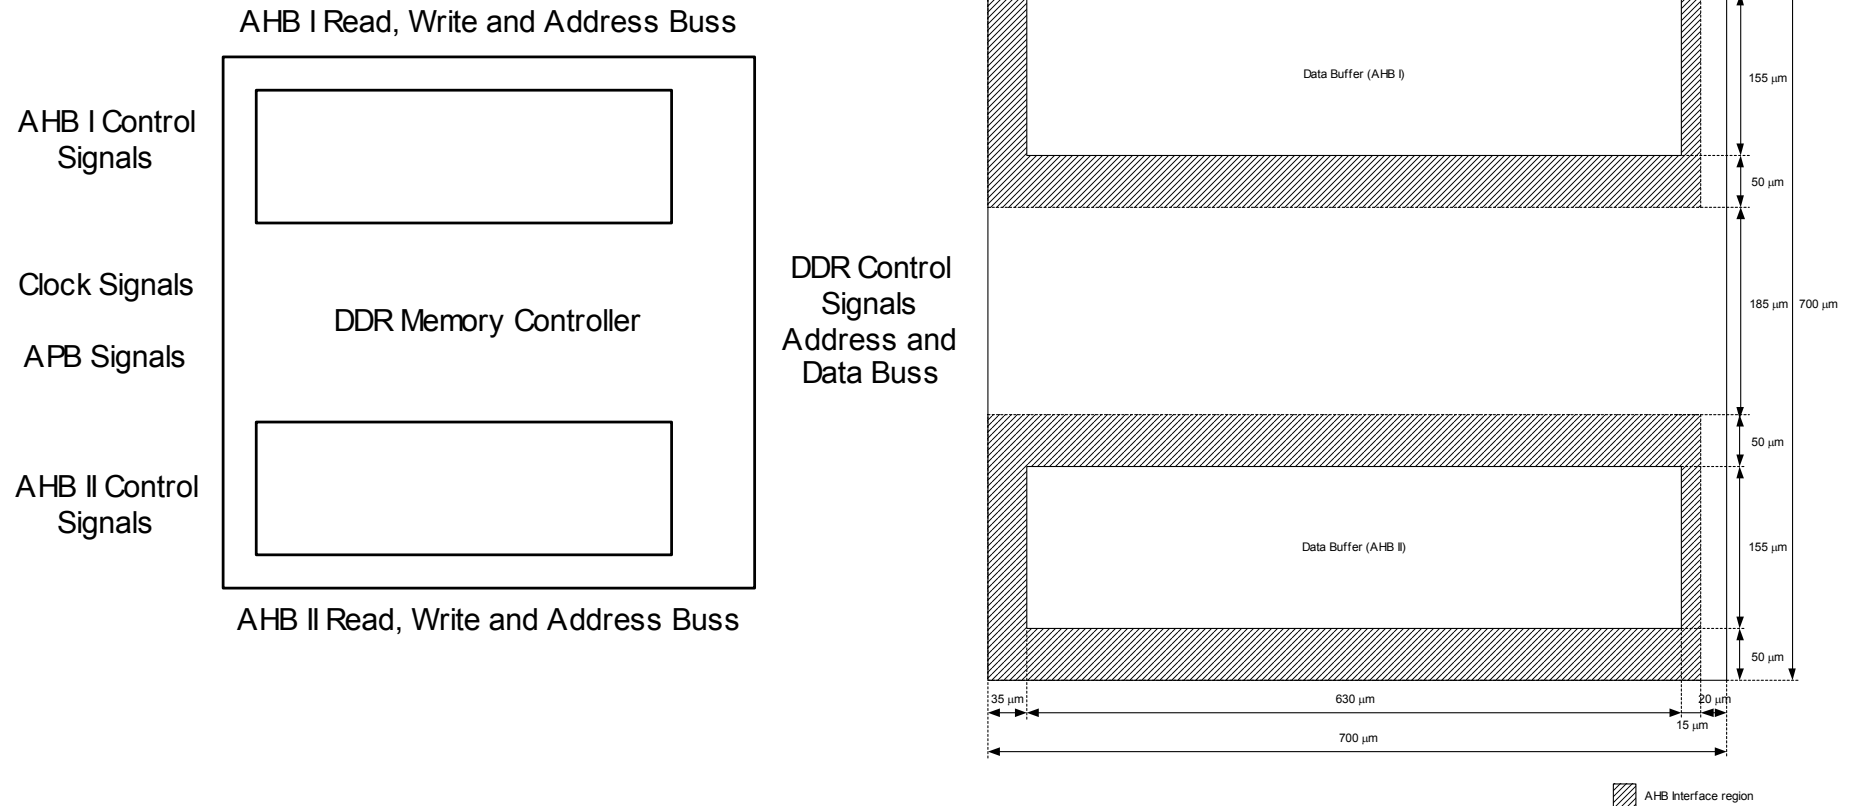 AHB I Read, Write and Address Buss
AHB I Control
Signals
Clock Signals
DDR Memory Controller
APB Signals
AHB II Control
Signals
AHB II Read, Write and Address Buss
DDR Control
Signals
Address and
Data Buss
Data Buffer (AHB I)
155 μm
50 μm
185 μm
700 μm
50 μm
Data Buffer (AHB II)
155 μm
50 μm
35 μm
630 μm
20 μm
15 μm
700 μm
AHB Interface region